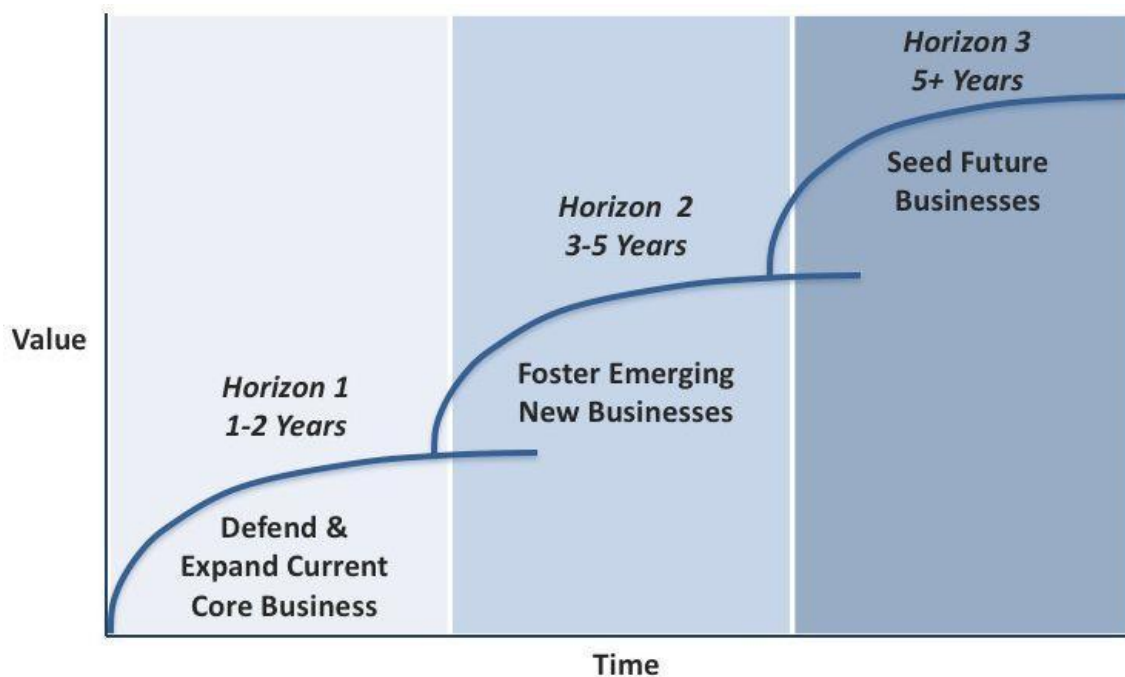 Horizon 3
5+ Years
Seed Future
Businesses
Horizon 2
3-5 Years
Value
Foster Emerging
New Businesses
Horizon 1
1-2 Years
Defend &
Expand Current
Core Business
Time